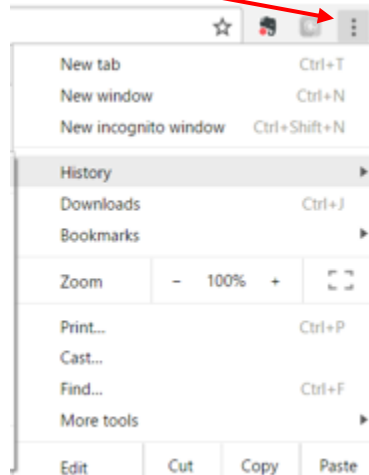 New tab Ctrl+T
New window Ctrl+N
New incognito window Ctrl+Shift+N
History
Downloads Ctrl+J
Bookmarks
Zoom - 100% +
Print... Ctrl+P
Cast...
Find... Ctrl+F
More tools
Edit Cut Copy Paste